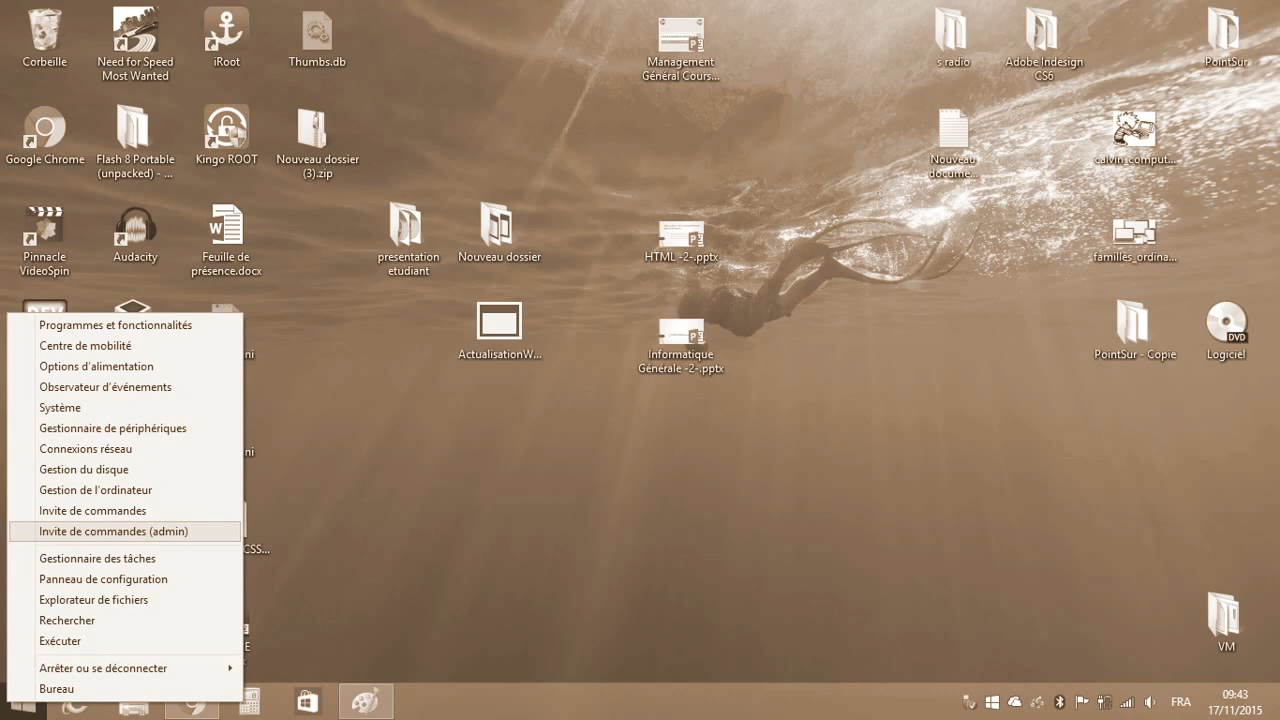 Corbeille
Need for Speed
Most Wanted
iRoot
Thumbs.db
Management
Général Cours...
s radio
Adobe Indesign
CS6
PointSur
Google Chrome
Flash 8 Portable
(unpacked) - ...
Kingo ROOT
Nouveau dossier
(3).zip
Nouveau
docume...
calvin_comput...
Pinnacle
VideoSpin
Audacity
Feuille de
présence.docx
presentation
etudiant
Nouveau dossier
HTML -2-.pptx
familles_ordina...
ni
ActualisationW...
Informatique
Générale -2-.pptx
PointSur - Copie
DVD
Logiciel
ni
CSS...
E
VM
Programmes et fonctionnalités
Centre de mobilité
Options d'alimentation
Observateur d'événements
Système
Gestionnaire de périphériques
Connexions réseau
Gestion du disque
Gestion de l'ordinateur
Invite de commandes
Invite de commandes (admin)
Gestionnaire des tâches
Panneau de configuration
Explorateur de fichiers
Rechercher
Exécuter
Arrêter ou se déconnecter
Bureau
FRA
09:43
17/11/2015